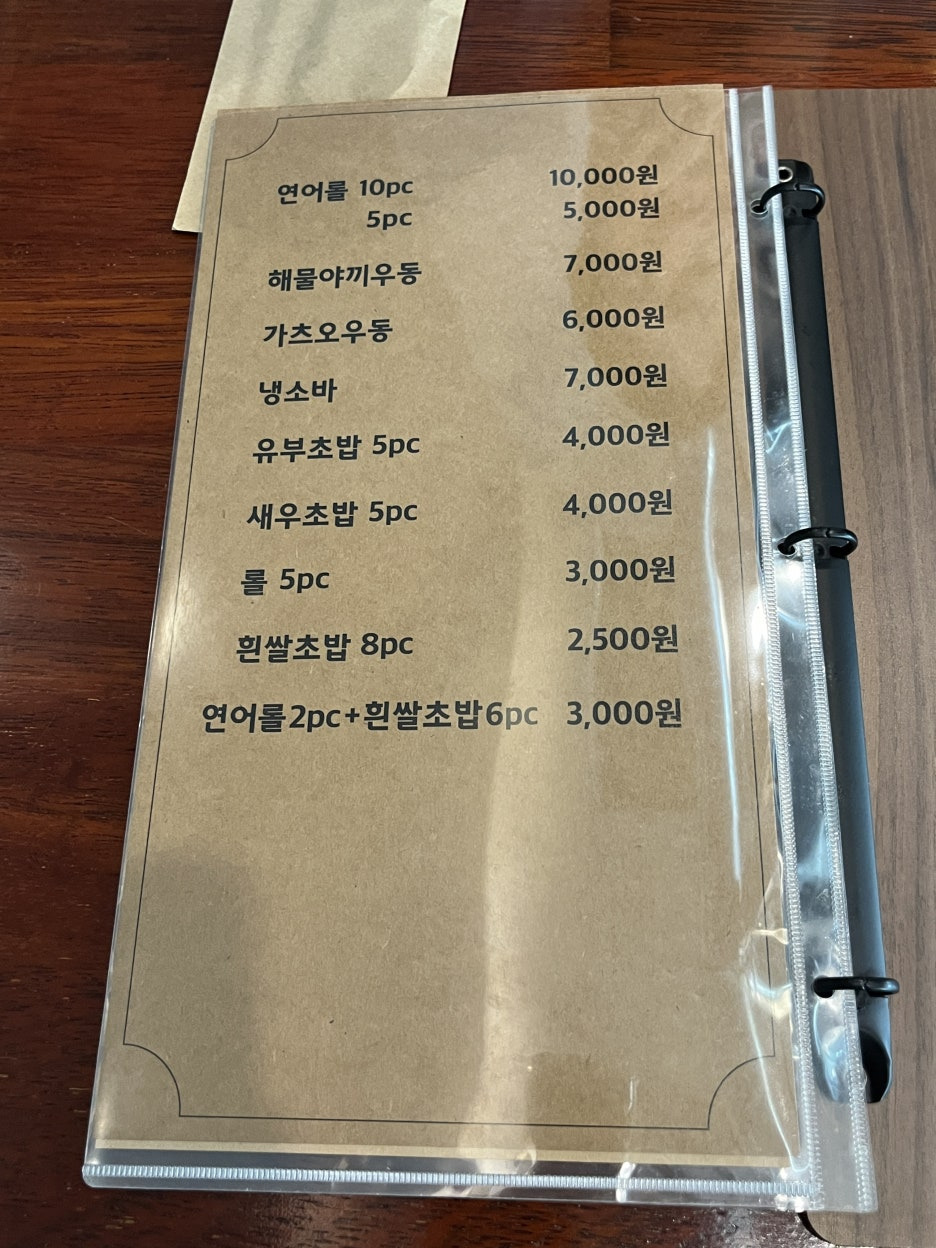 연어롤 10pc 10,000원
5pc 5,000원
해물야끼우동 7,000원
가츠오우동 6,000원
냉소바 7,000원
유부초밥 5pc 4,000원
새우초밥 5pc 4,000원
롤 5pc 3,000원
흰쌀초밥 8pc 2,500원
연어롤2pc+흰쌀초밥6pc 3,000원